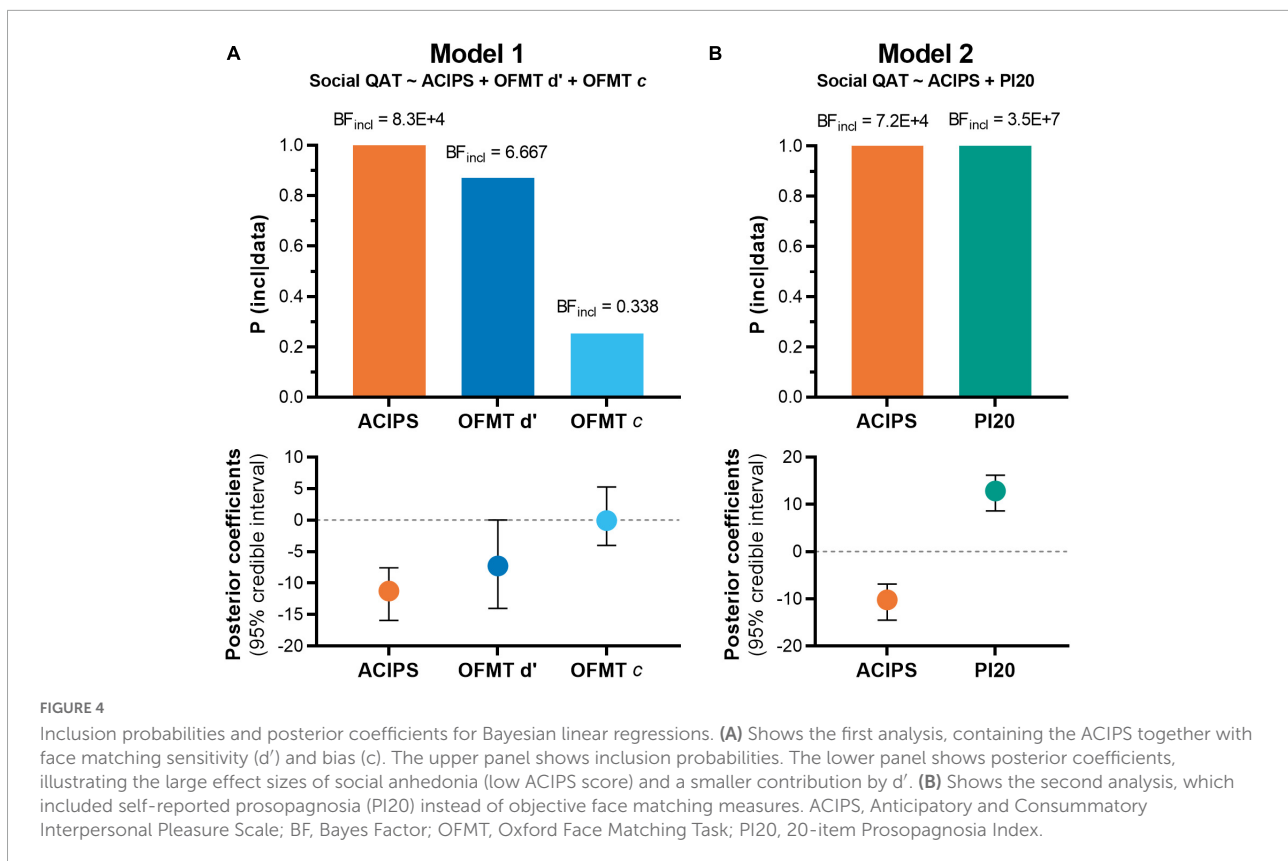 A
Model 1
Social QAT ~ ACIPS + OFMT d' + OFMT c
BFincl = 8.3E+4
BFincl = 6.667
BFincl = 0.338
P (incl|data)
1.0
0.8
0.6
0.4
0.2
0.0
ACIPS OFMT d' OFMT c
Posterior coefficients
(95% credible interval)
10
5
0
-5
-10
-15
-20
ACIPS OFMT d' OFMT c
B
Model 2
Social QAT ~ ACIPS + PI20
BFincl = 7.2E+4 BFincl = 3.5E+7
P (incl|data)
1.0
0.8
0.6
0.4
0.2
0.0
ACIPS PI20
Posterior coefficients
(95% credible interval)
20
10
0
-10
-20
ACIPS PI20
FIGURE 4
Inclusion probabilities and posterior coefficients for Bayesian linear regressions. (A) Shows the first analysis, containing the ACIPS together with
face matching sensitivity (d′) and bias (c). The upper panel shows inclusion probabilities. The lower panel shows posterior coefficients,
illustrating the large effect sizes of social anhedonia (low ACIPS score) and a smaller contribution by d′. (B) Shows the second analysis, which
included self-reported prosopagnosia (PI20) instead of objective face matching measures. ACIPS, Anticipatory and Consummatory
Interpersonal Pleasure Scale; BF, Bayes Factor; OFMT, Oxford Face Matching Task; PI20, 20-item Prosopagnosia Index.